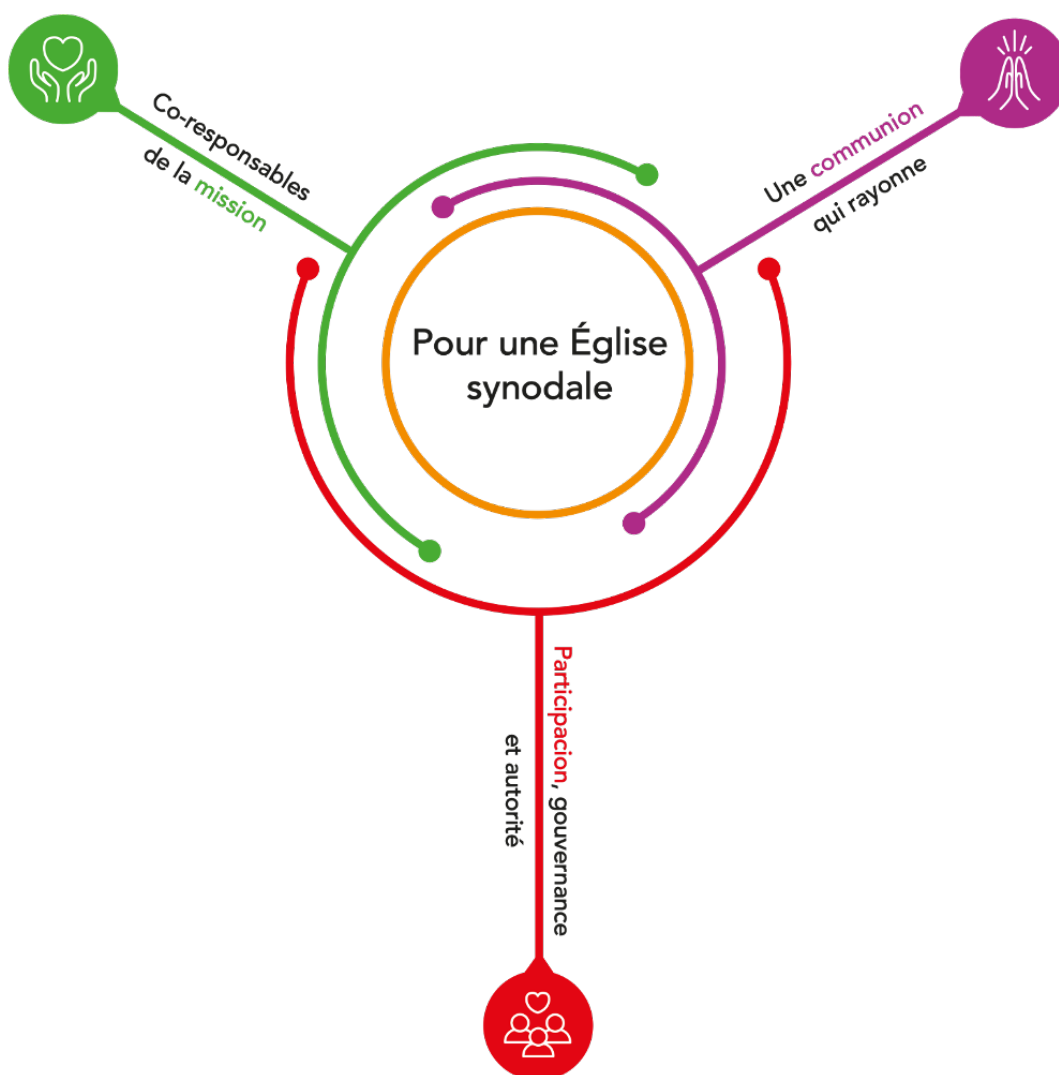 Co-responsables
de la mission
Une communion
qui rayonne
Pour une Église
synodale
Participacion, gouvernance
et autorité